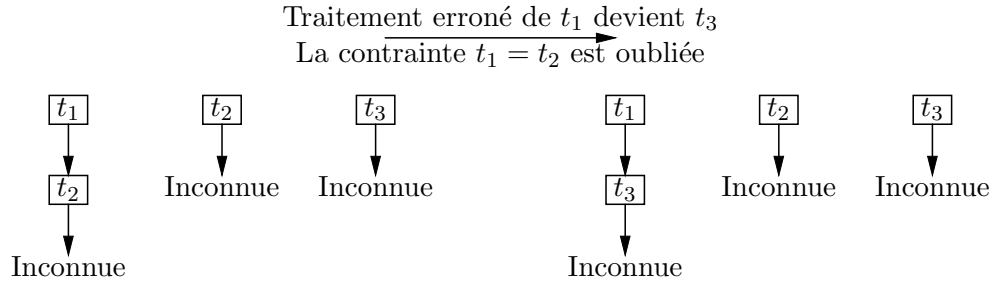 Traitement erroné de t₁ devient t₃
La contrainte t₁ = t₂ est oubliée
t₁ t₂ t₃ t₁ t₂ t₃
t₂ Inconnue Inconnue t₃ Inconnue Inconnue
Inconnue Inconnue